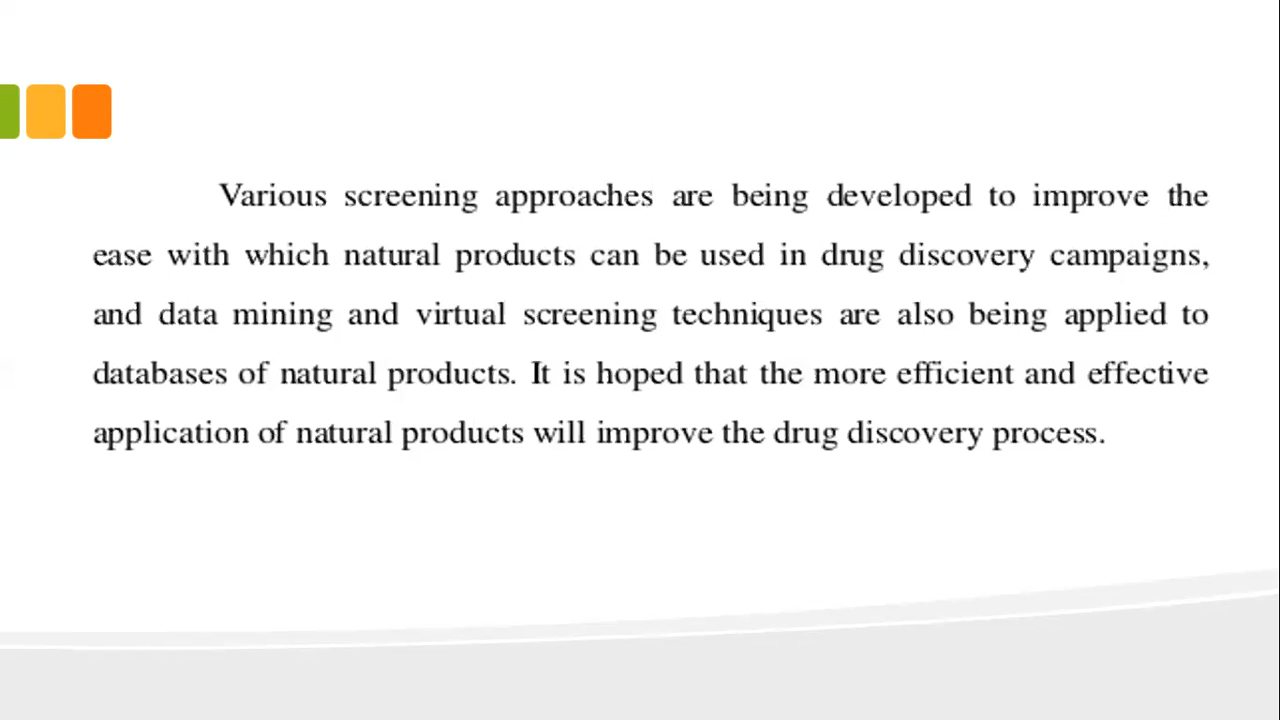 Various screening approaches are being developed to improve the
ease with which natural products can be used in drug discovery campaigns,
and data mining and virtual screening techniques are also being applied to
databases of natural products. It is hoped that the more efficient and effective
application of natural products will improve the drug discovery process.